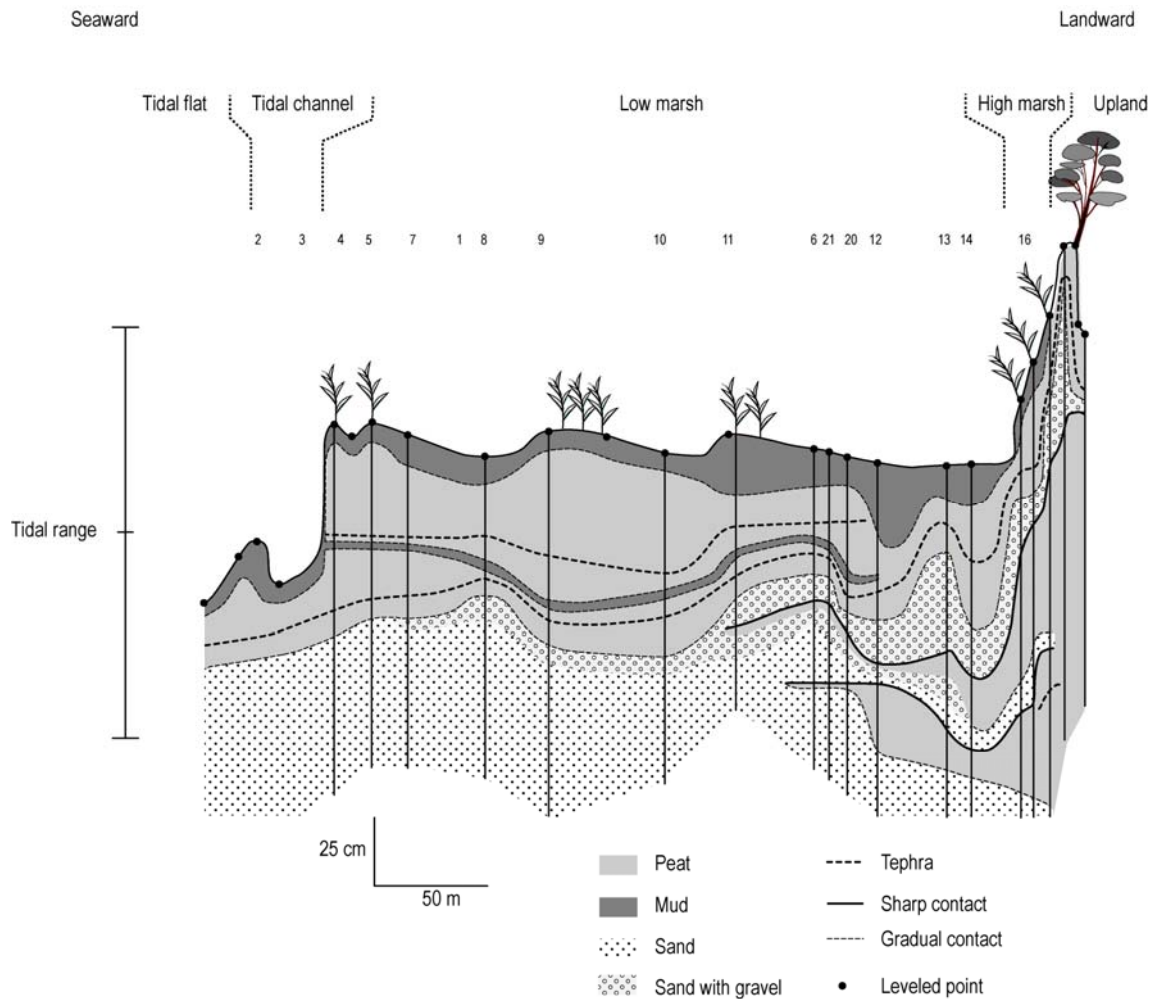 Seaward
Landward
Tidal flat
Tidal channel
Low marsh
High marsh
Upland
2 3 4 5 7 1 8 9 10 11 6 21 20 12 13 14 16
Tidal range
25 cm
50 m
Peat
Mud
Sand
Sand with gravel
Tephra
Sharp contact
Gradual contact
Leveled point